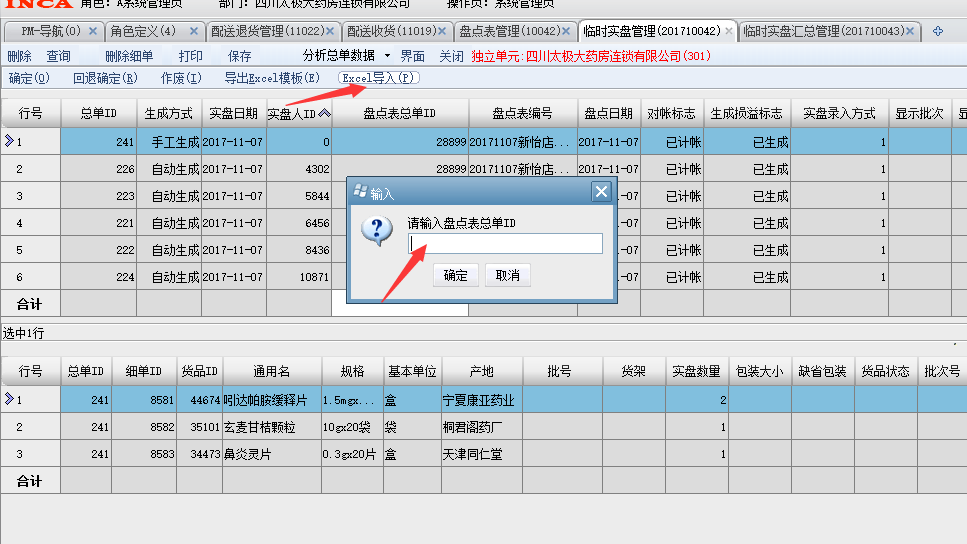 INCA 角色: A系统管理员 部门: 四川太极大药房连锁有限公司 操作员: 系统管理员
PM-导航(0) 角色定义(4) 配送退货管理(11022) 配送收货(11019) 盘点表管理(10042) 临时实盘管理(201710042) 临时实盘汇总管理(201710043)
删除 查询 删除细单 打印 保存 分析总单数据 界面 关闭 独立单元:四川太极大药房连锁有限公司(301)
确定(Q) 回退确定(R) 作废(I) 导出Excel模板(E) Excel导入(P)
行号 总单ID 生成方式 实盘日期 实盘人ID 盘点表总单ID 盘点表编号 盘点日期 对帐标志 生成损溢标志 实盘录入方式 显示批次
1 241 手工生成 2017-11-07 0 28899 20171107新怡店... 2017-11-07 已计帐 已生成 1
2 226 自动生成 2017-11-07 4302 28899 20171107新怡店... 2017-11-07 已计帐 已生成 1
3 223 自动生成 2017-11-07 5844 -07 已计帐 已生成 1
4 221 自动生成 2017-11-07 6456 -07 已计帐 已生成 1
5 222 自动生成 2017-11-07 8436 -07 已计帐 已生成 1
6 224 自动生成 2017-11-07 10871 -07 已计帐 已生成 1
合计
输入
请输入盘点表总单ID
确定 取消
选中1行
行号 总单ID 细单ID 货品ID 通用名 规格 基本单位 产地 批号 货架 实盘数量 包装大小 缺省包装 货品状态 批次号
1 241 8581 44674 吲达帕胺缓释片 1.5mgx... 盒 宁夏康亚药业 2
2 241 8582 35101 玄麦甘桔颗粒 10gx20袋 袋 桐君阁药厂 1
3 241 8583 34473 鼻炎灵片 0.3gx20片 盒 天津同仁堂 1
合计